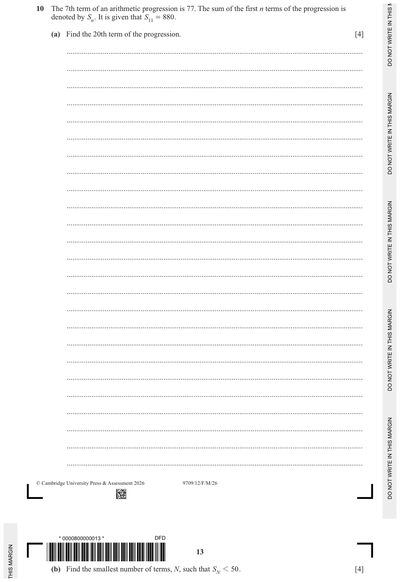 10 The 7th term of an arithmetic progression is 77. The sum of the first n terms of the progression is
denoted by Sₙ. It is given that S₁₁ = 880.
(a) Find the 20th term of the progression. [4]
© Cambridge University Press & Assessment 2026 9709/12/F/M/26
* 0000800000013 * DFD
13
(b) Find the smallest number of terms, N, such that S_N < 50. [4]
DO NOT WRITE IN THIS MARGIN
DO NOT WRITE IN THIS MARGIN
DO NOT WRITE IN THIS MARGIN
DO NOT WRITE IN THIS MARGIN
DO NOT WRITE IN THIS M
THIS MARGIN